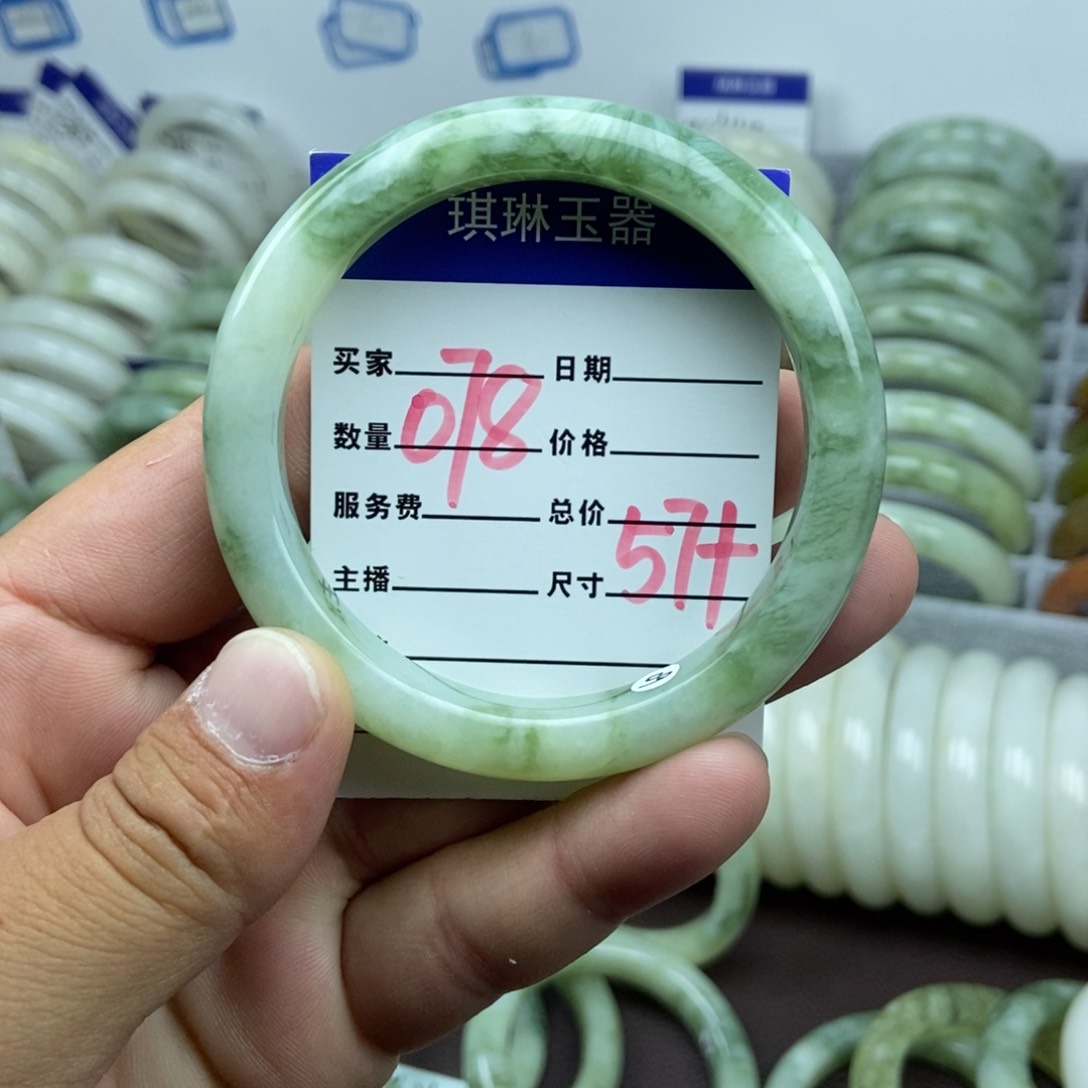 琪琳玉器
买家 日期
078
数量 价格
服务费 总价
57+
主播 尺寸